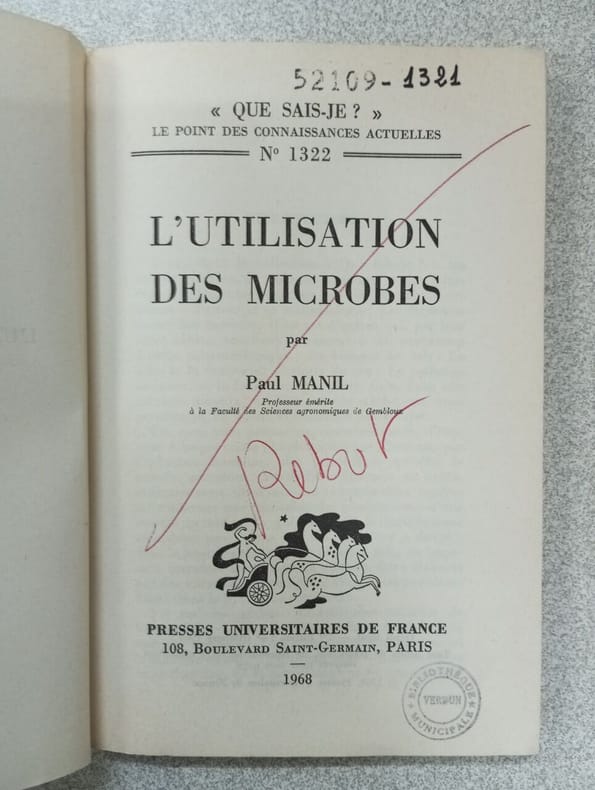 52109-1321
« QUE SAIS-JE ? »
LE POINT DES CONNAISSANCES ACTUELLES
N° 1322
L'UTILISATION
DES MICROBES
par
Paul MANIL
Professeur émérite
à la Faculté des Sciences agronomiques de Gembloux
Rebut
PRESSES UNIVERSITAIRES DE FRANCE
108, BOULEVARD SAINT-GERMAIN, PARIS
1968
BIBLIOTHÈQUE
VERDUN
MUNICIPALE